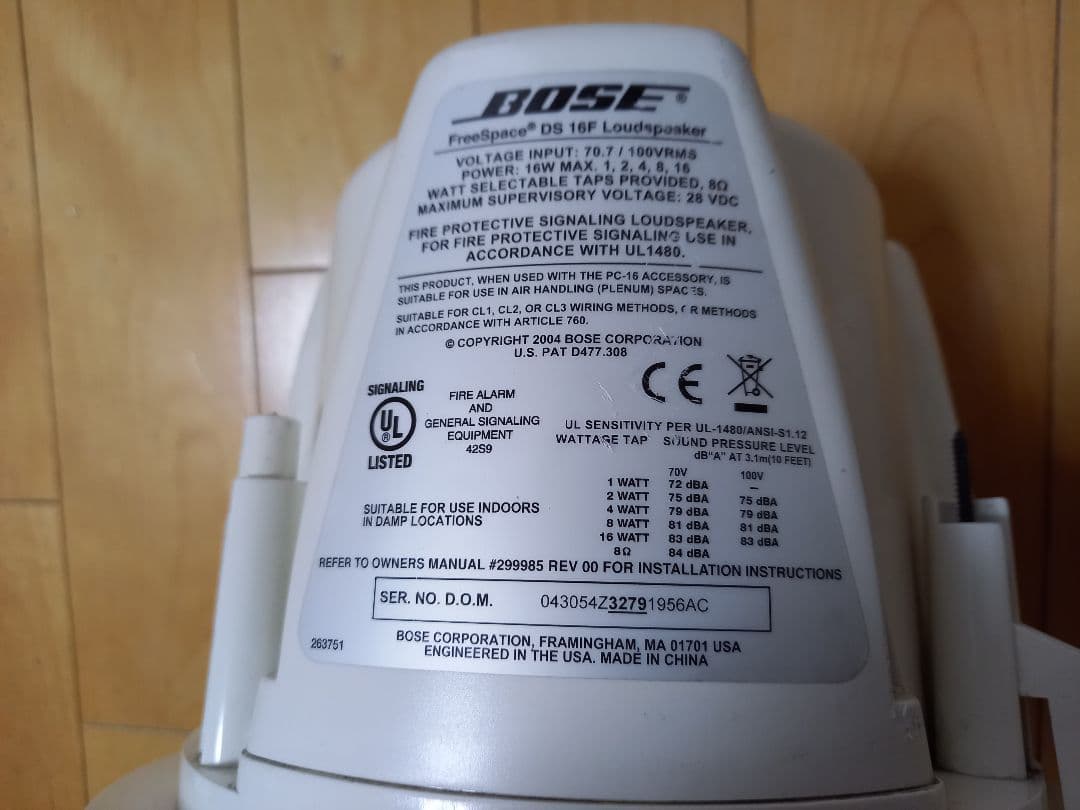 BOSE®
FreeSpace® DS 16F Loudspeaker
VOLTAGE INPUT: 70.7 / 100VRMS
POWER: 16W MAX. 1, 2, 4, 8, 16
WATT SELECTABLE TAPS PROVIDED, 8Ω
MAXIMUM SUPERVISORY VOLTAGE: 28 VDC
FIRE PROTECTIVE SIGNALING LOUDSPEAKER,
FOR FIRE PROTECTIVE SIGNALING USE IN
ACCORDANCE WITH UL1480.
THIS PRODUCT, WHEN USED WITH THE PC-16 ACCESSORY, IS
SUITABLE FOR USE IN AIR HANDLING (PLENUM) SPACES.
SUITABLE FOR CL1, CL2, OR CL3 WIRING METHODS, OR METHODS
IN ACCORDANCE WITH ARTICLE 760.
© COPYRIGHT 2004 BOSE CORPORATION
U.S. PAT D477.308
CE
SIGNALING
UL®
LISTED
FIRE ALARM
AND
GENERAL SIGNALING
EQUIPMENT
42S9
UL SENSITIVITY PER UL-1480/ANSI-S1.12
WATTAGE TAP SOUND PRESSURE LEVEL
dB"A" AT 3.1m(10 FEET)
70V 100V
1 WATT 72 dBA –
2 WATT 75 dBA 75 dBA
4 WATT 79 dBA 79 dBA
8 WATT 81 dBA 81 dBA
16 WATT 83 dBA 83 dBA
8Ω 84 dBA
SUITABLE FOR USE INDOORS
IN DAMP LOCATIONS
REFER TO OWNERS MANUAL #299985 REV 00 FOR INSTALLATION INSTRUCTIONS
SER. NO. D.O.M. 043054Z32791956AC
263751
BOSE CORPORATION, FRAMINGHAM, MA 01701 USA
ENGINEERED IN THE USA. MADE IN CHINA